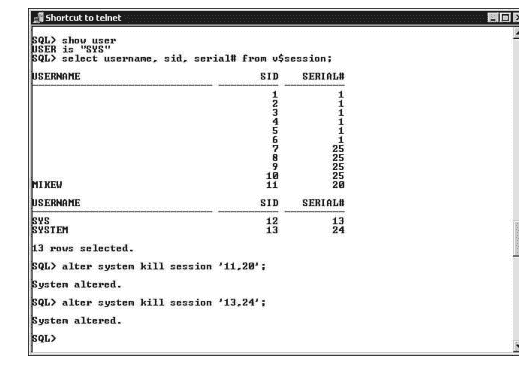 Shortcut to telnet
SQL> show user
USER is "SYS"
SQL> select username, sid, serial# from v$session;
USERNAME SID SERIAL#
1 1
2 1
3 1
4 1
5 1
6 1
7 25
8 25
9 25
10 25
MIKEW 11 20
USERNAME SID SERIAL#
SYS 12 13
SYSTEM 13 24
13 rows selected.
SQL> alter system kill session '11,20';
System altered.
SQL> alter system kill session '13,24';
System altered.
SQL>